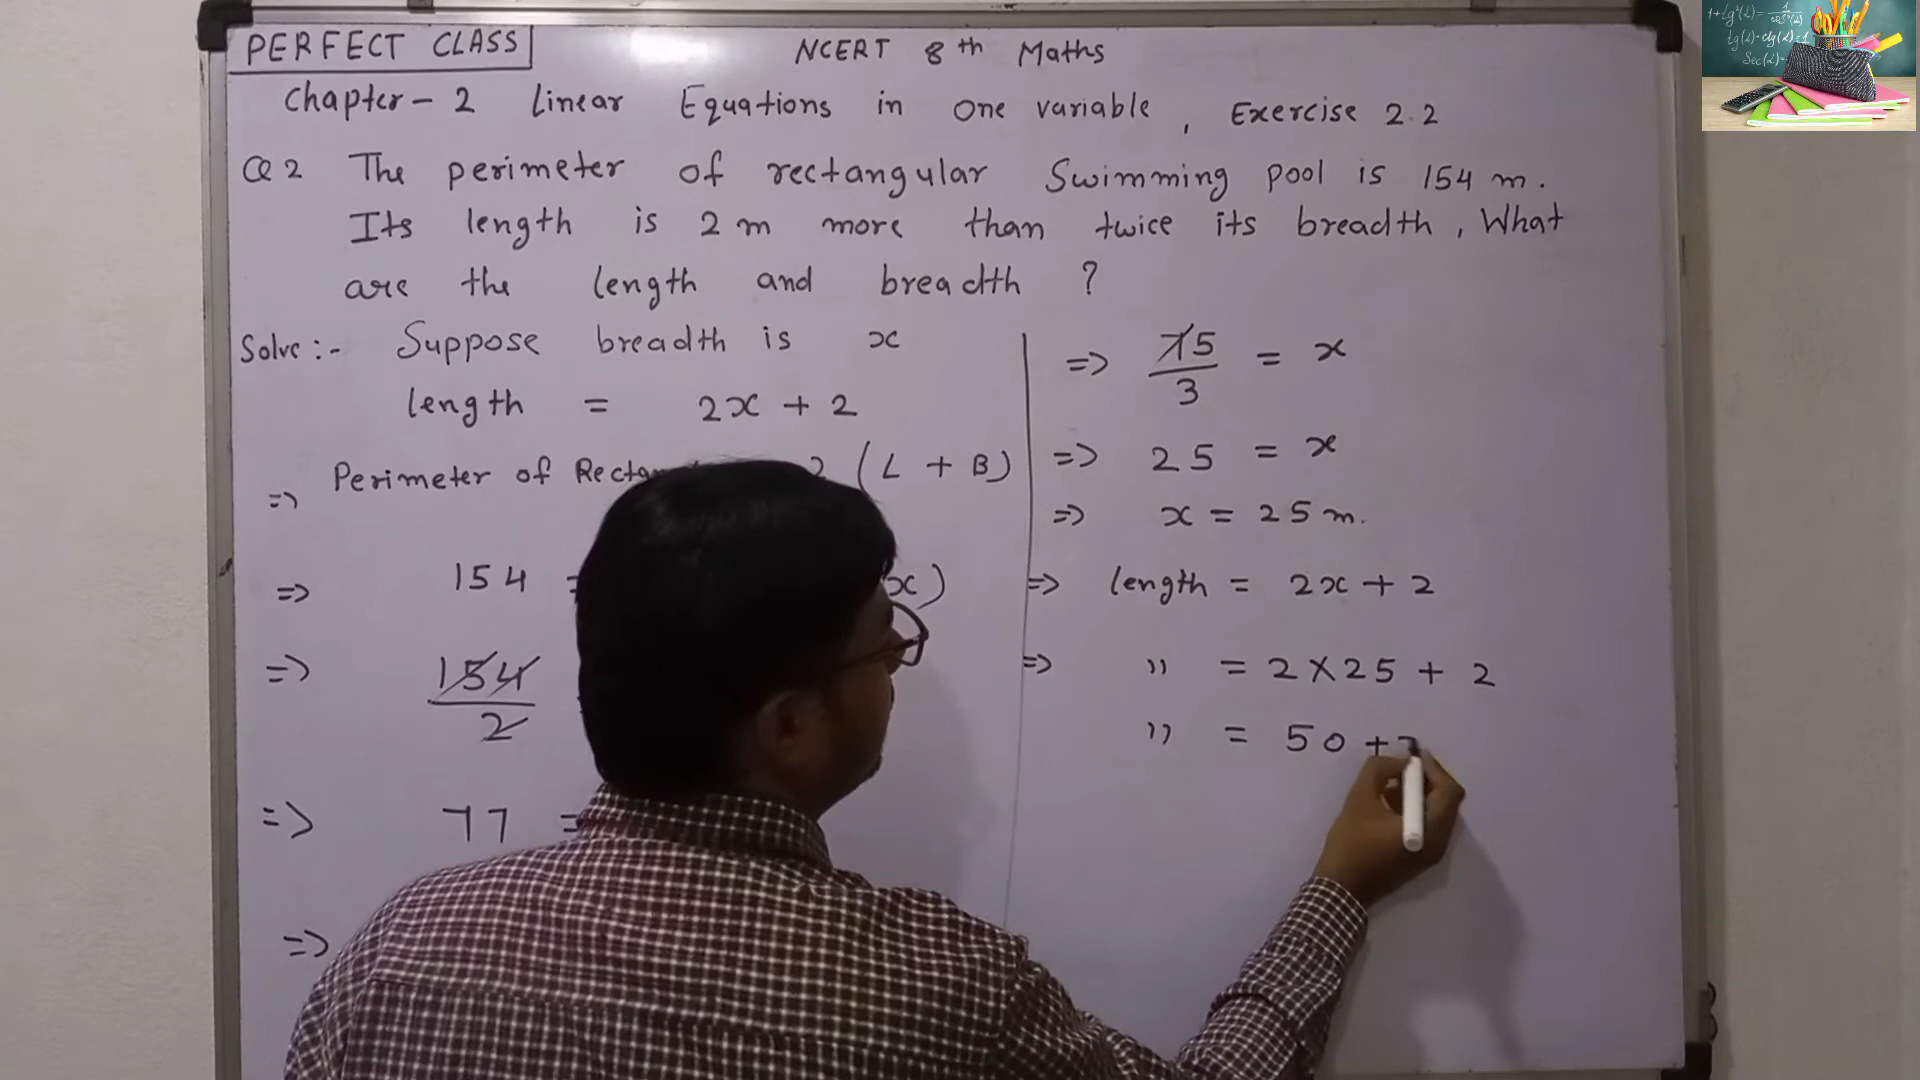 PERFECT CLASS
NCERT 8th Maths
Chapter - 2 Linear Equations in One variable, Exercise 2.2
Q2 The perimeter of rectangular Swimming pool is 154 m.
Its length is 2 m more than twice its breadth, What
are the length and breadth ?
Solve :- Suppose breadth is x
length = 2x + 2
=> Perimeter of 2 (L + B)
=> 154 = x)
=> 154/2
=> 77 =
=>
=> 75/3 = x
=> 25 = x
=> x = 25 m.
=> length = 2x + 2
=> " = 2 × 25 + 2
" = 50 +